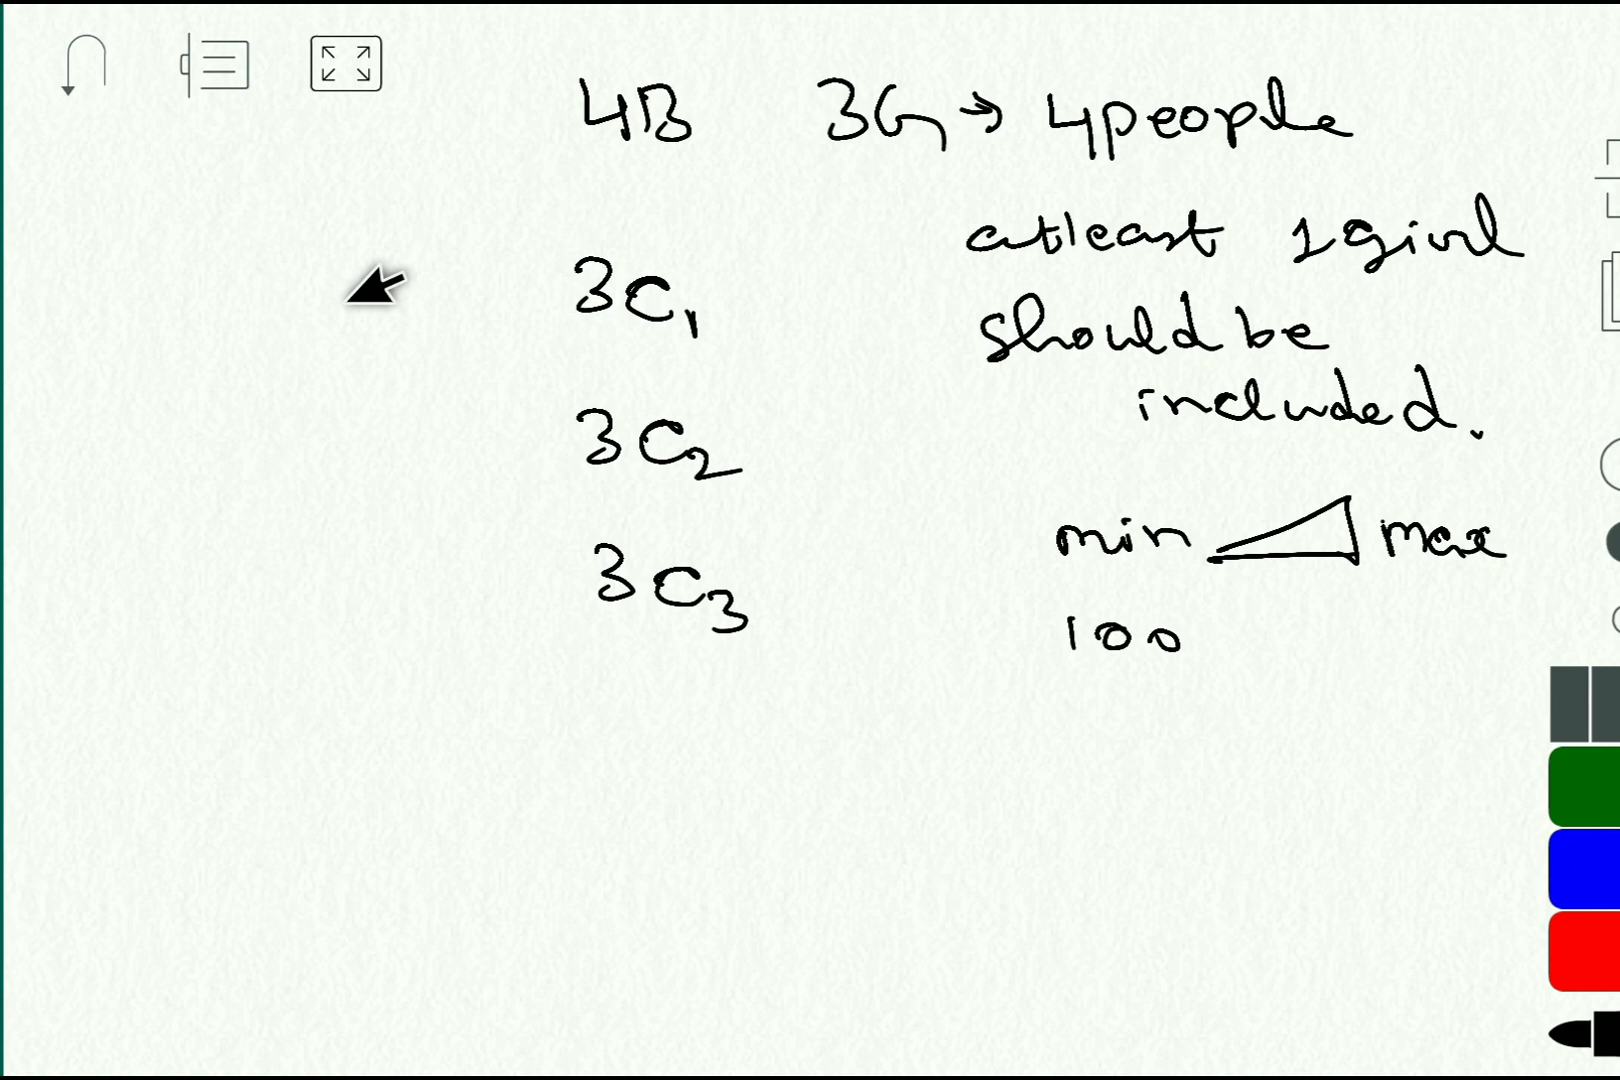 4B 3G → 4people
atleast 1girl
should be
included.
3C1
3C2
3C3
min max
100